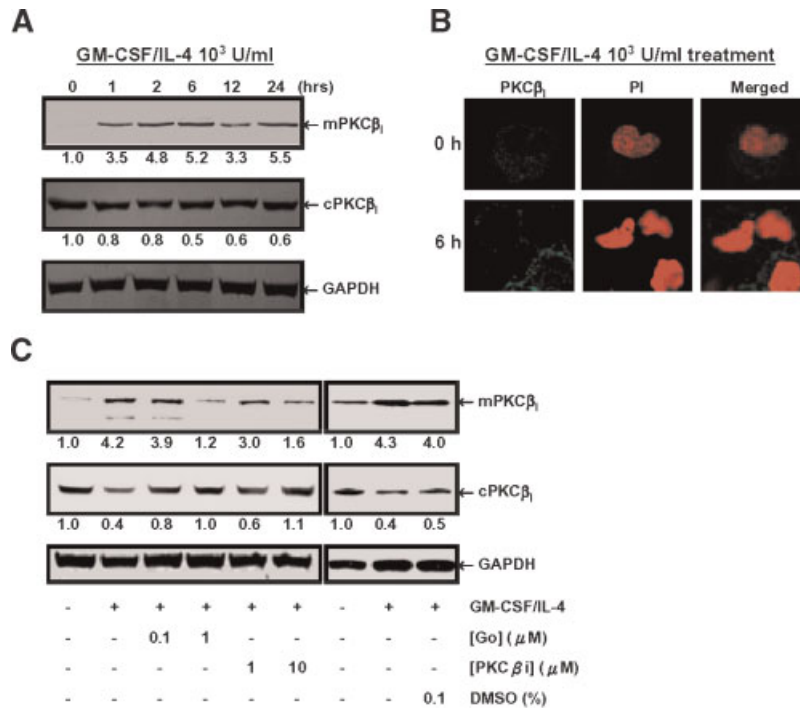 A
GM-CSF/IL-4 10³ U/ml
0 1 2 6 12 24 (hrs)
←mPKCβI
1.0 3.5 4.8 5.2 3.3 5.5
←cPKCβI
1.0 0.8 0.8 0.5 0.6 0.6
←GAPDH
B
GM-CSF/IL-4 10³ U/ml treatment
PKCβI PI Merged
0 h
6 h
C
←mPKCβI
1.0 4.2 3.9 1.2 3.0 1.6 1.0 4.3 4.0
←cPKCβI
1.0 0.4 0.8 1.0 0.6 1.1 1.0 0.4 0.5
←GAPDH
- + + + + + - + + GM-CSF/IL-4
- - 0.1 1 - - - - - [Go] (μM)
- - - - 1 10 - - - [PKCβi] (μM)
- - - - - - - - 0.1 DMSO (%)